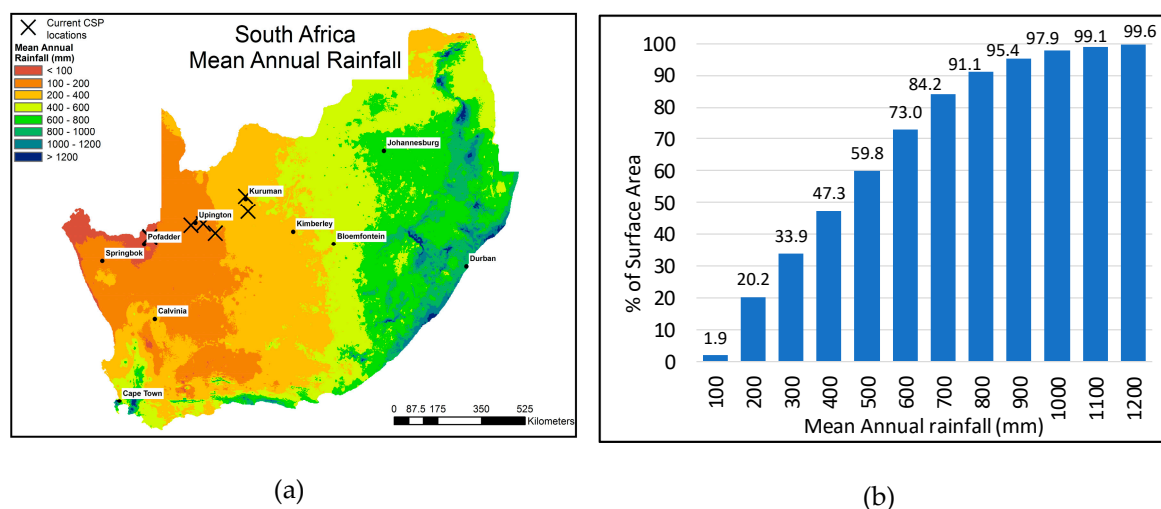 Current CSP
locations
Mean Annual
Rainfall (mm)
< 100
100 - 200
200 - 400
400 - 600
600 - 800
800 - 1000
1000 - 1200
> 1200
South Africa
Mean Annual Rainfall
Johannesburg
Kuruman
Upington
Kimberley
Pofadder
Bloemfontein
Springbok
Durban
Calvinia
Cape Town
0 87.5 175 350 525
Kilometers
(a)
% of Surface Area
100
90
80
70
60
50
40
30
20
10
0
1.9
20.2
33.9
47.3
59.8
73.0
84.2
91.1
95.4
97.9
99.1
99.6
100
200
300
400
500
600
700
800
900
1000
1100
1200
Mean Annual rainfall (mm)
(b)